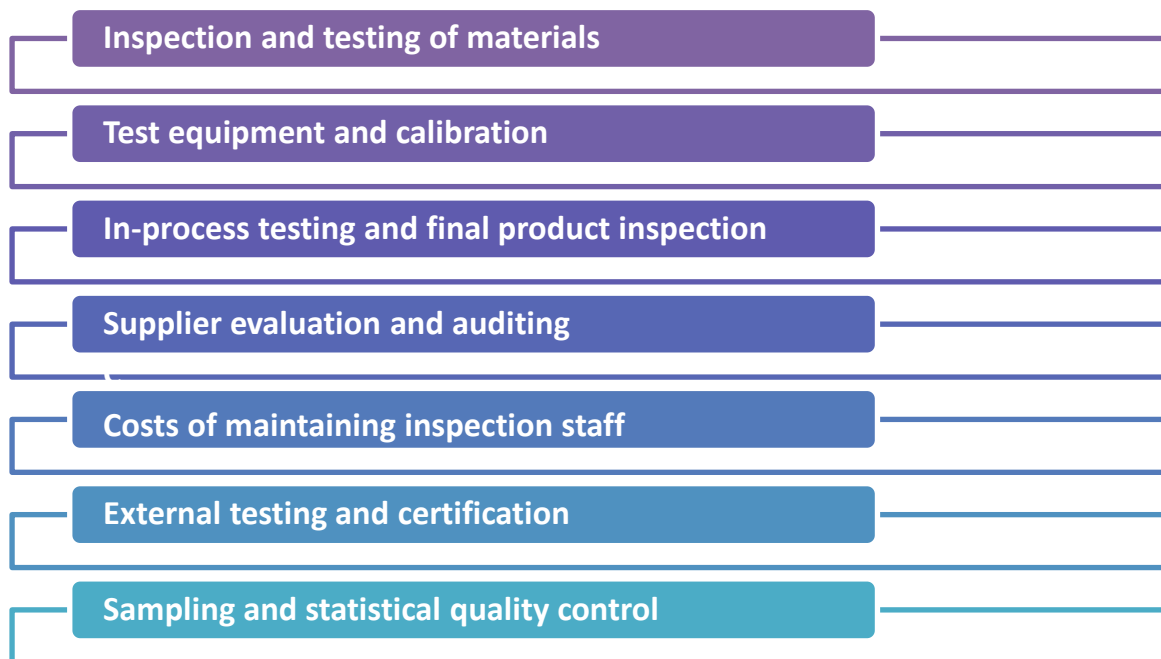 Inspection and testing of materials
Test equipment and calibration
In-process testing and final product inspection
Supplier evaluation and auditing
Costs of maintaining inspection staff
External testing and certification
Sampling and statistical quality control